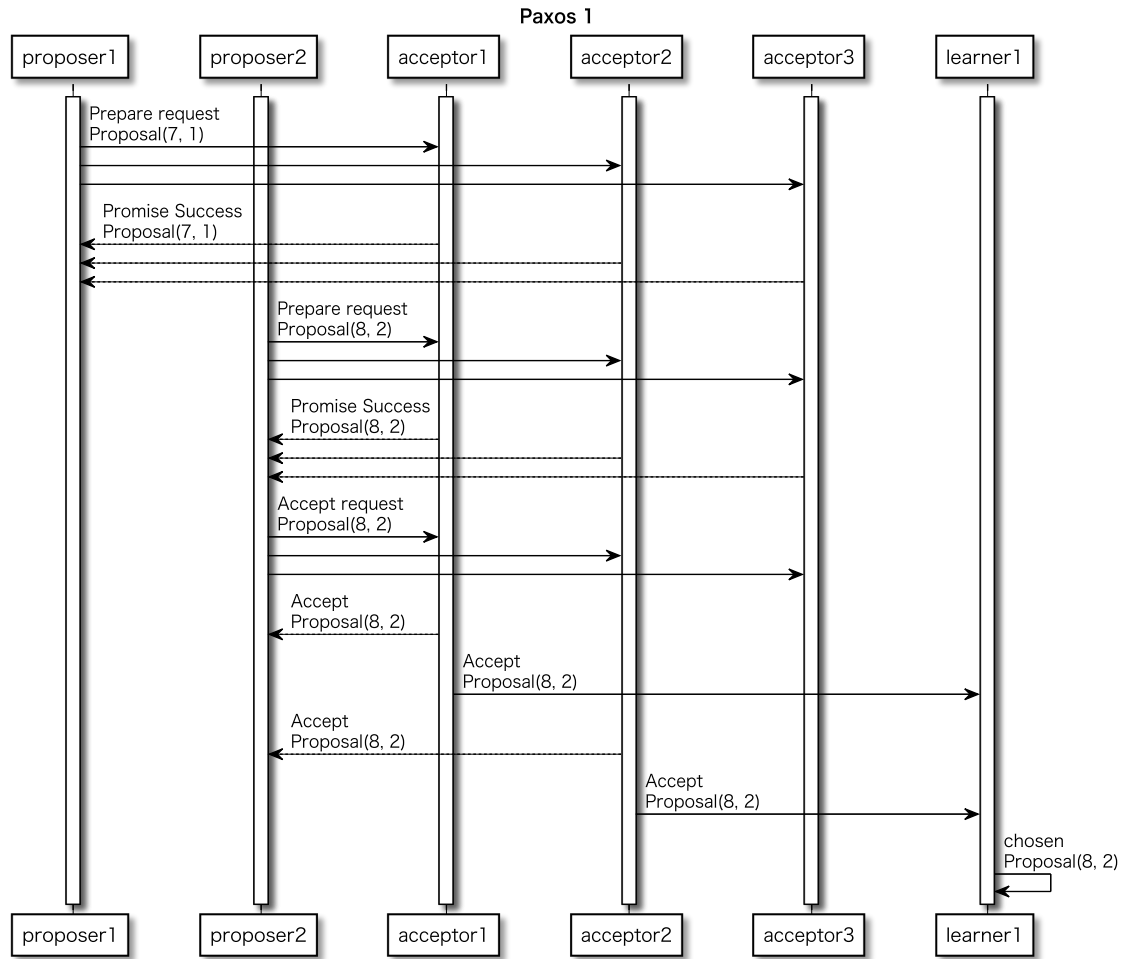 Paxos 1
proposer1
proposer2
acceptor1
acceptor2
acceptor3
learner1
Prepare request
Proposal(7, 1)
Promise Success
Proposal(7, 1)
Prepare request
Proposal(8, 2)
Promise Success
Proposal(8, 2)
Accept request
Proposal(8, 2)
Accept
Proposal(8, 2)
Accept
Proposal(8, 2)
Accept
Proposal(8, 2)
Accept
Proposal(8, 2)
chosen
Proposal(8, 2)
proposer1
proposer2
acceptor1
acceptor2
acceptor3
learner1